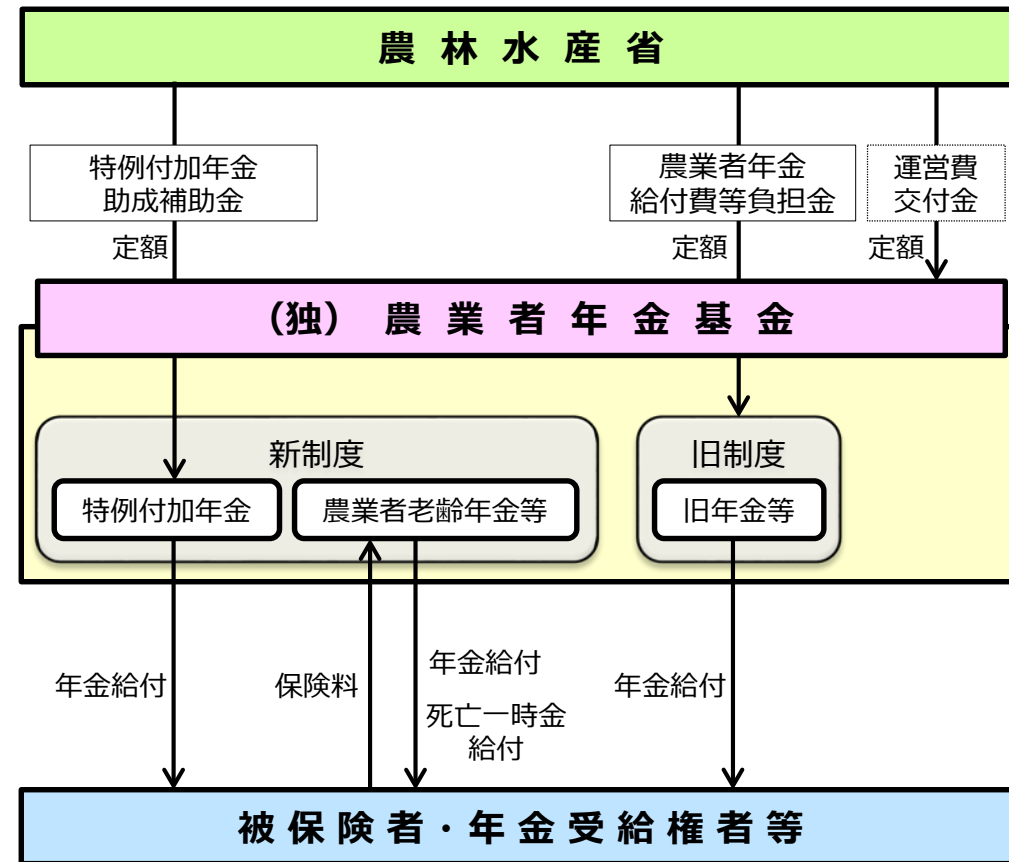 農林水産省
特例付加年金
助成補助金
農業者年金
給付費等負担金
運営費
交付金
定額
定額
定額
（独）農業者年金基金
新制度
旧制度
特例付加年金
農業者老齢年金等
旧年金等
年金給付
保険料
年金給付
死亡一時金
給付
年金給付
被保険者・年金受給権者等